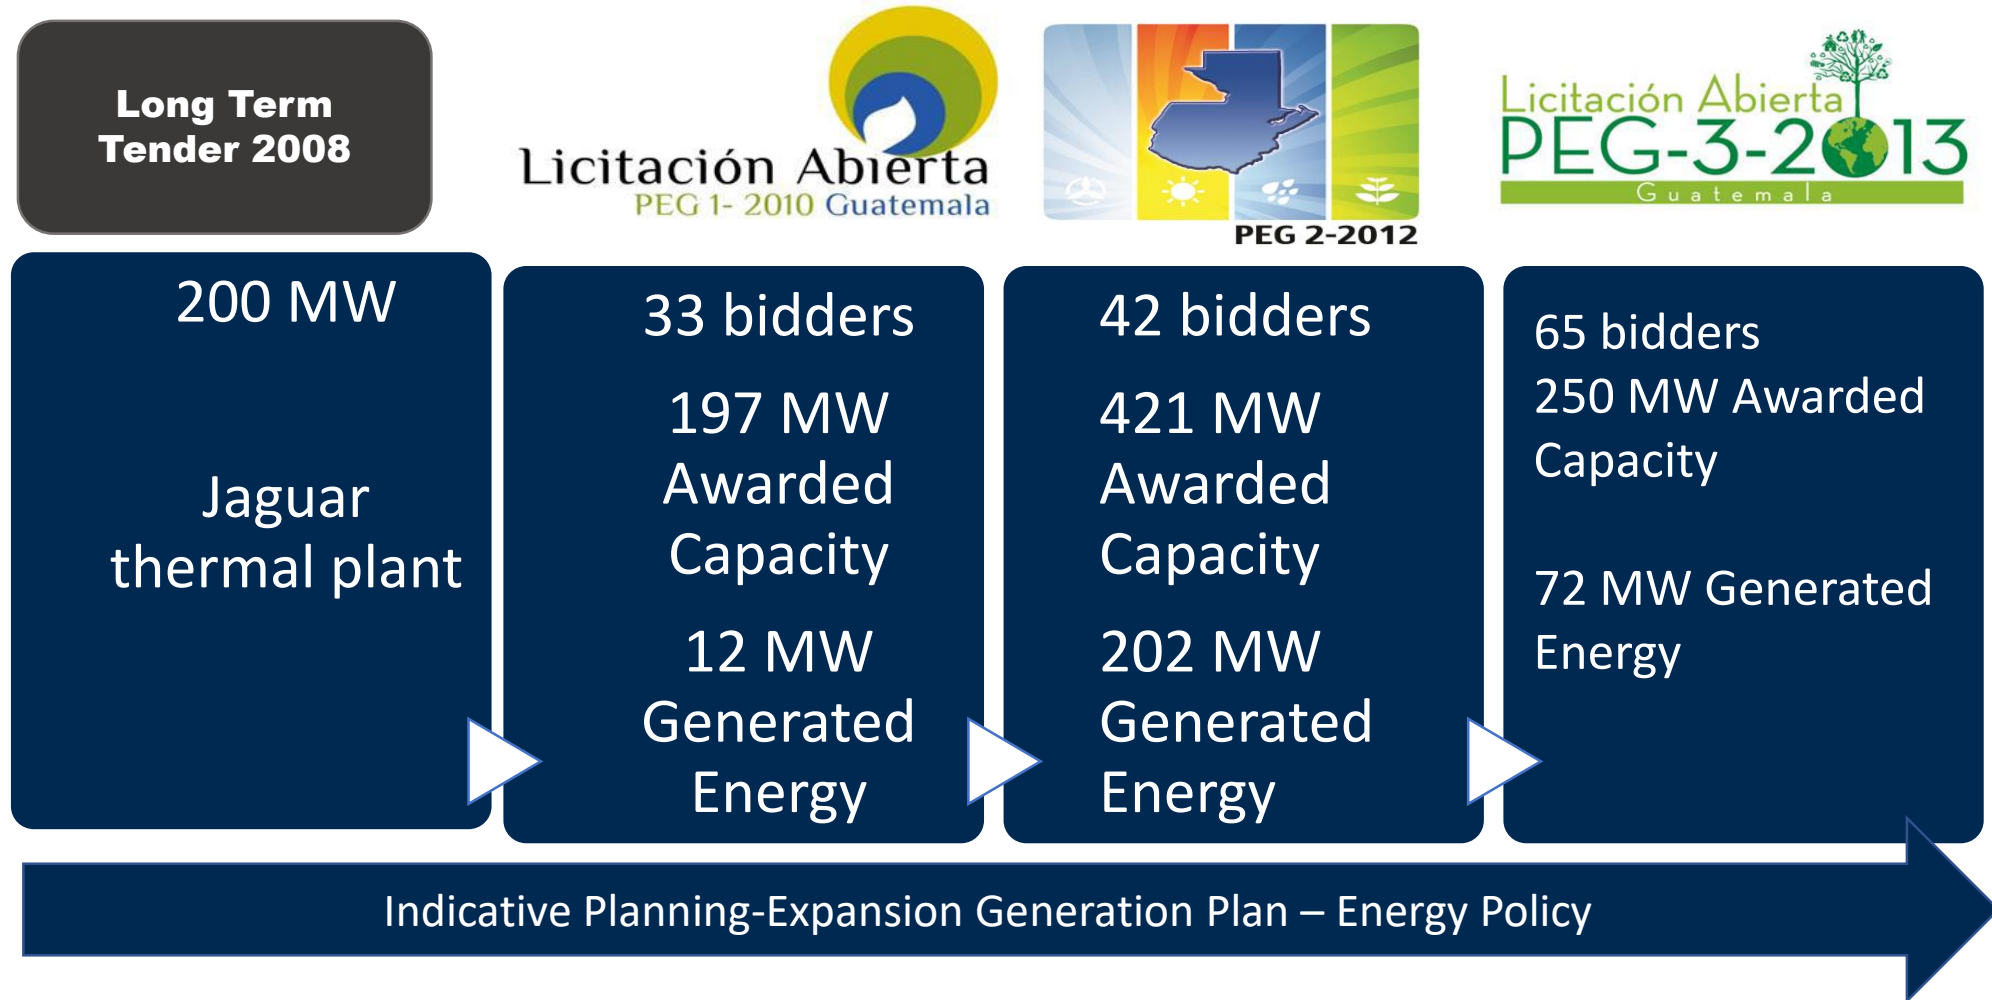 Long Term
Tender 2008
Licitación Abierta
PEG 1- 2010 Guatemala
PEG 2-2012
Licitación Abierta
PEG-3-2013
Guatemala
200 MW
Jaguar
thermal plant
33 bidders
197 MW
Awarded
Capacity
12 MW
Generated
Energy
42 bidders
421 MW
Awarded
Capacity
202 MW
Generated
Energy
65 bidders
250 MW Awarded
Capacity
72 MW Generated
Energy
Indicative Planning-Expansion Generation Plan – Energy Policy